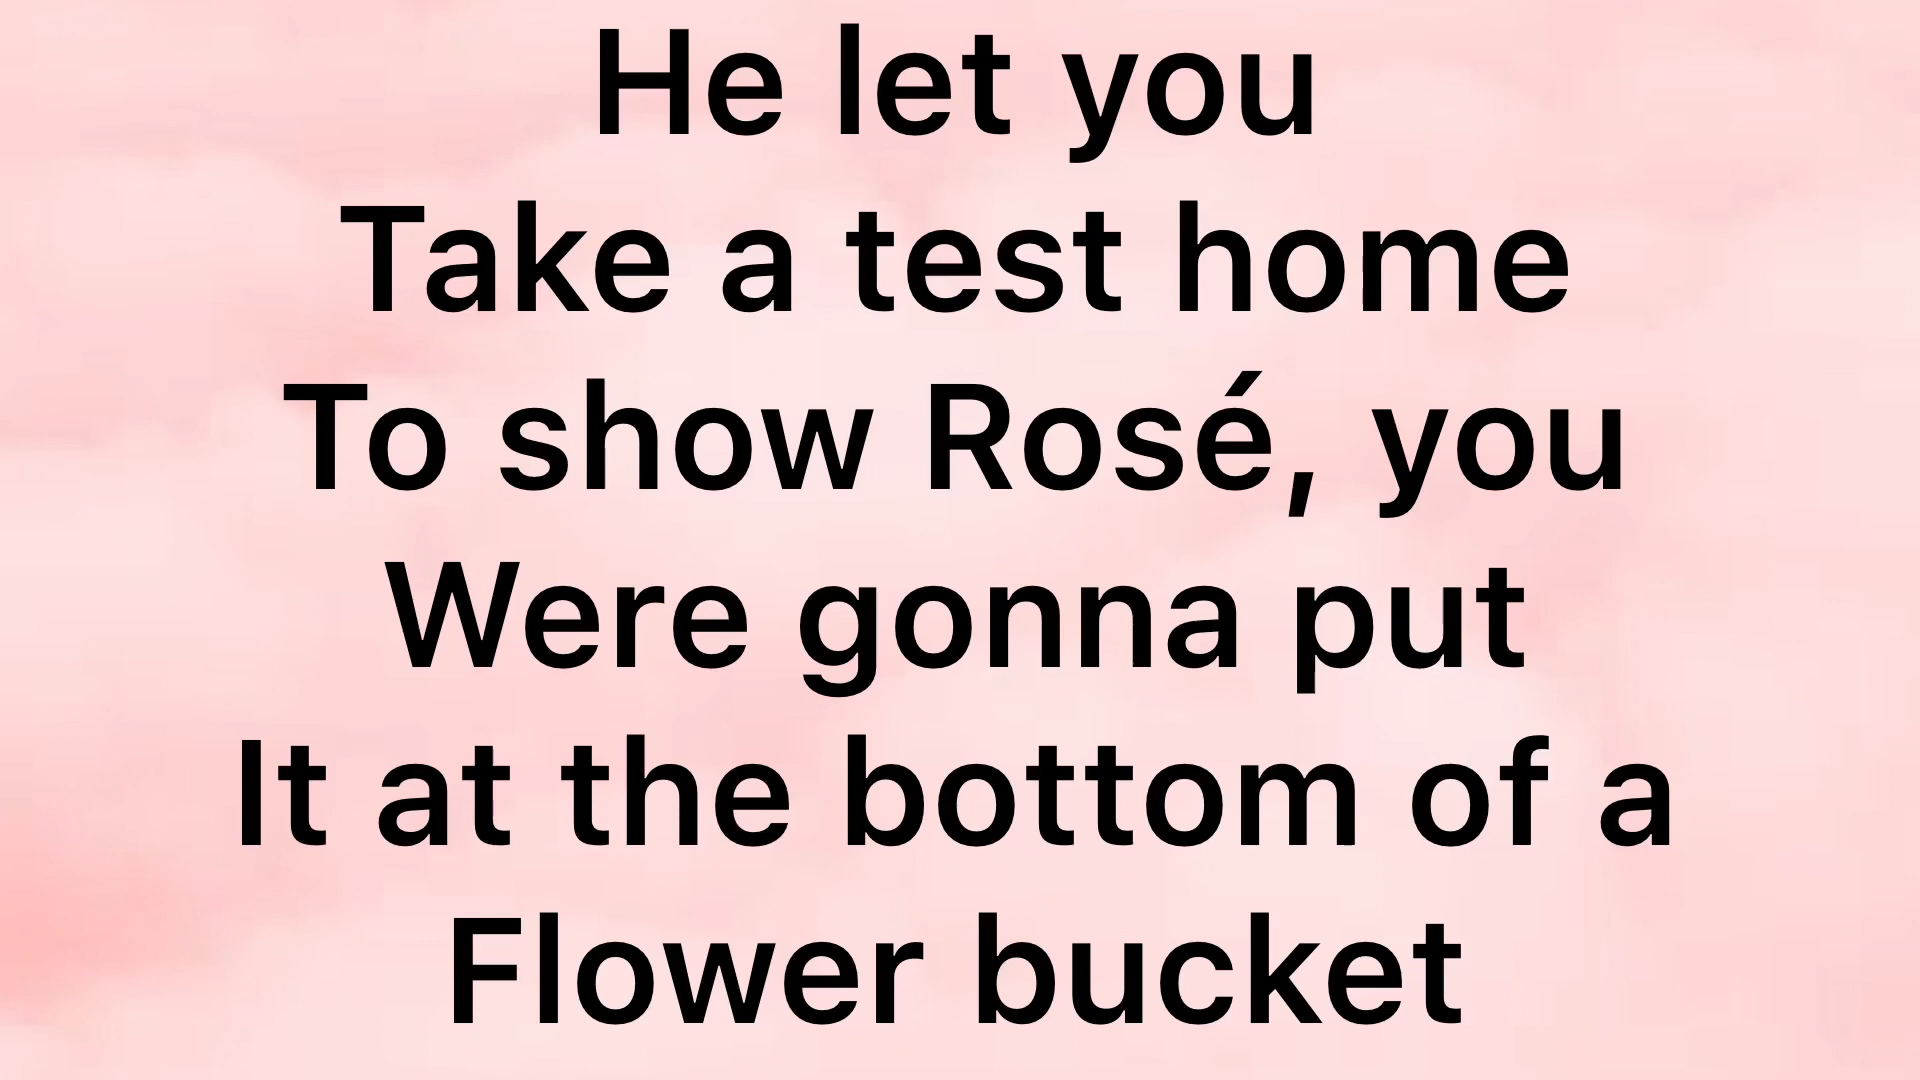 He let you
Take a test home
To show Rosé, you
Were gonna put
It at the bottom of a
Flower bucket